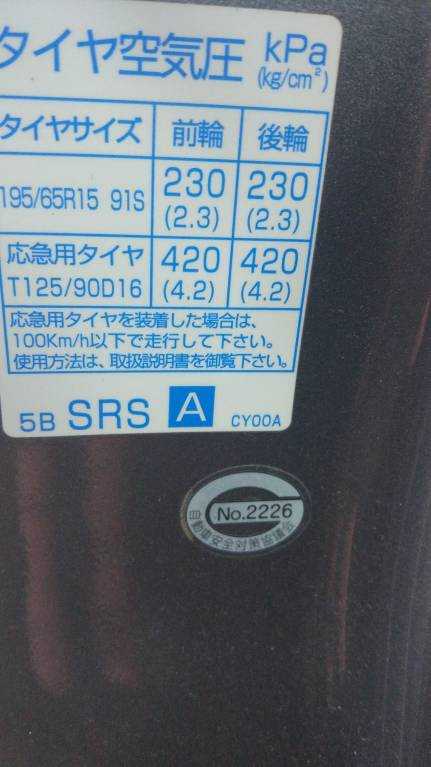 タイヤ空気圧 kPa
(kg/cm²)
タイヤサイズ 前輪 後輪
195/65R15 91S 230 230
(2.3) (2.3)
応急用タイヤ 420 420
T125/90D16 (4.2) (4.2)
応急用タイヤを装着した場合は、
100Km/h以下で走行して下さい。
使用方法は、取扱説明書を御覧下さい。
5B SRS A CY00A
No.2226